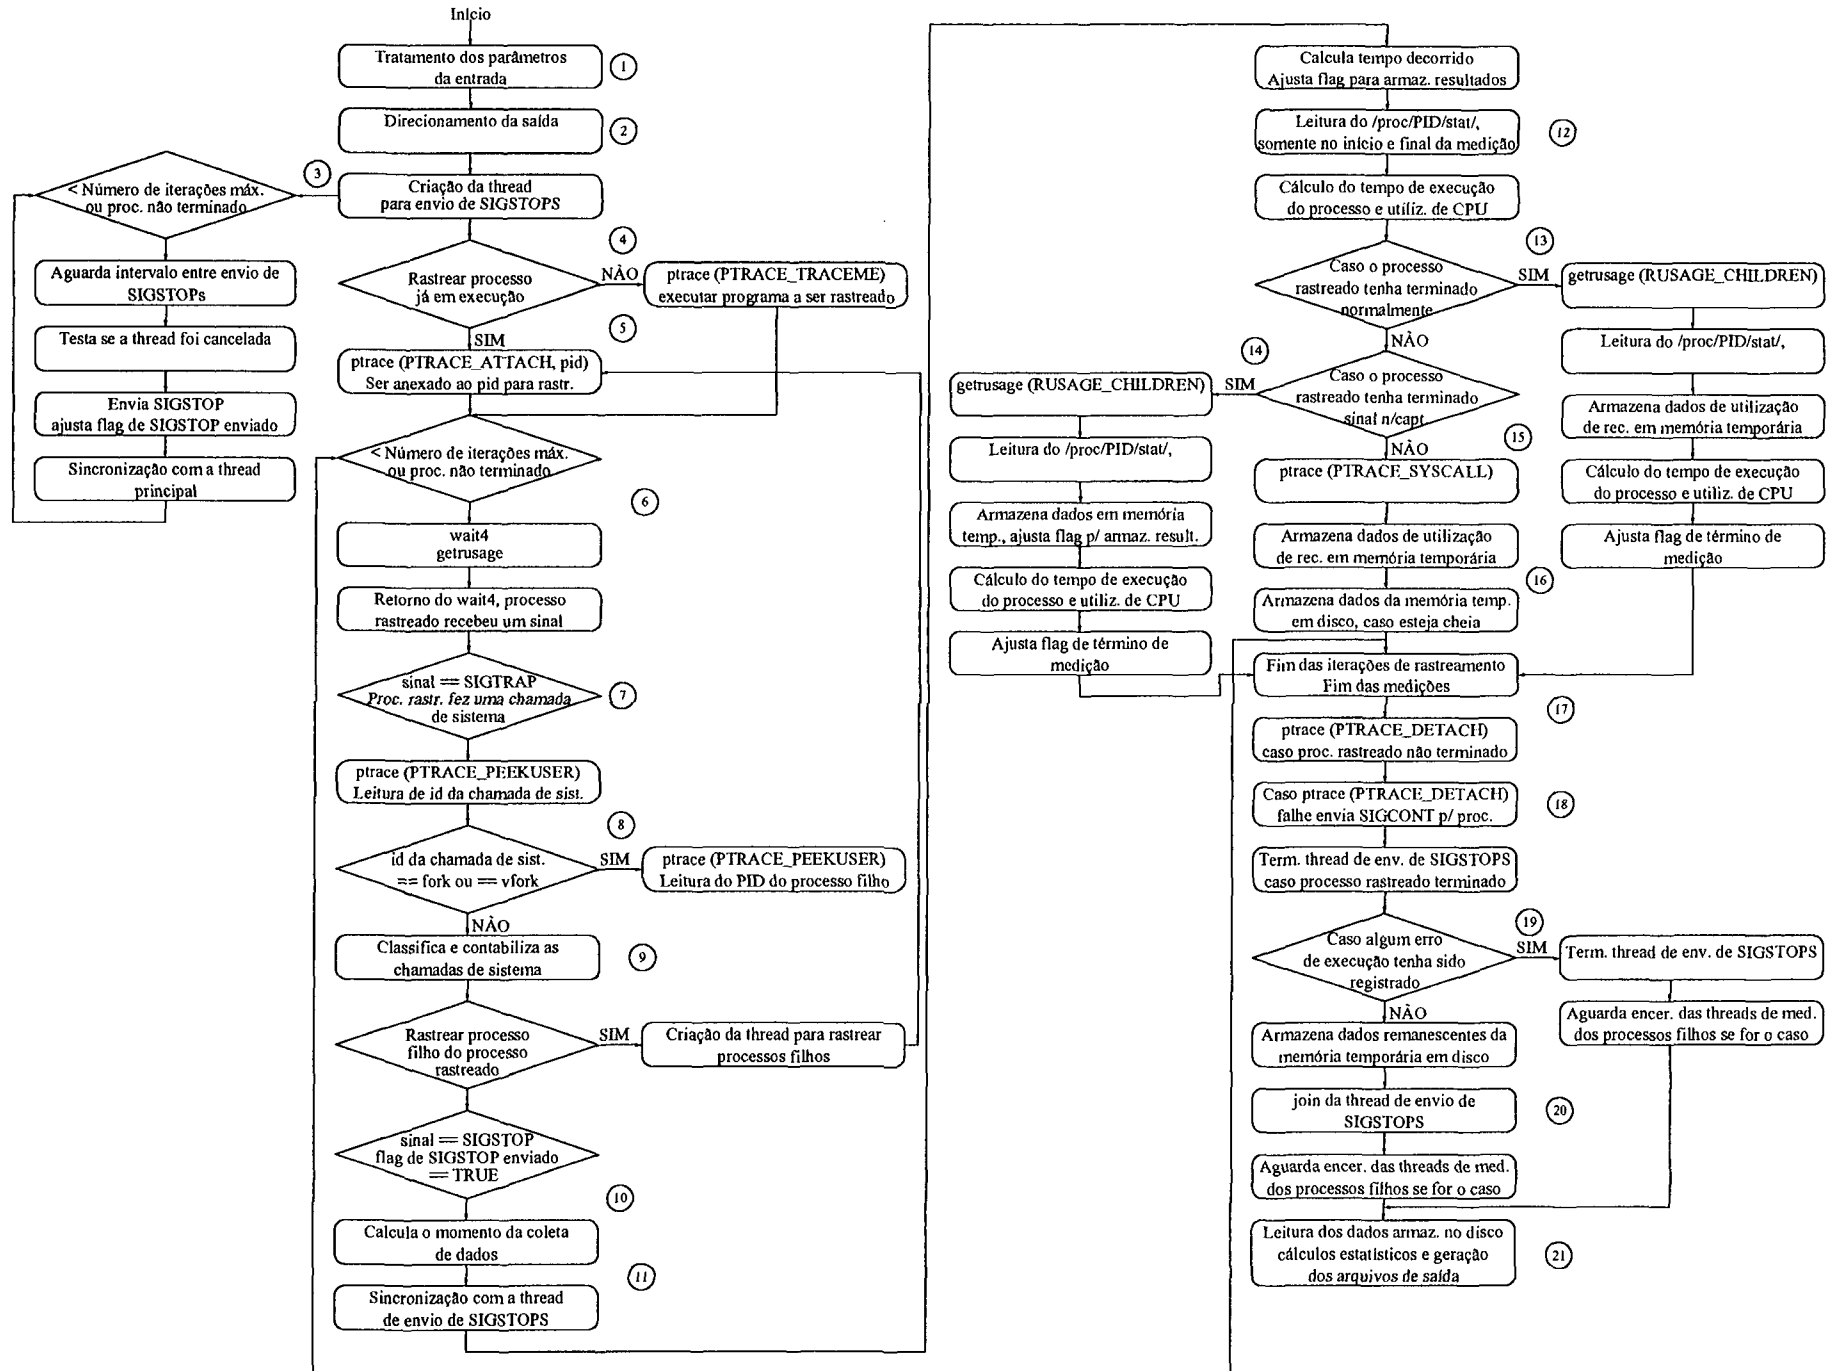 Início
Tratamento dos parâmetros
da entrada
1
Direcionamento da saída
2
3
< Número de iterações máx.
ou proc. não terminado
Criação da thread
para envio de SIGSTOPS
Aguarda intervalo entre envio de
SIGSTOPs
Testa se a thread foi cancelada
Envia SIGSTOP
ajusta flag de SIGSTOP enviado
Sincronização com a thread
principal
4
Rastrear processo
já em execução
NÃO
ptrace (PTRACE_TRACEME)
executar programa a ser rastreado
5
SIM
ptrace (PTRACE_ATTACH, pid)
Ser anexado ao pid para rastr.
< Número de iterações máx.
ou proc. não terminado
6
wait4
getrusage
Retorno do wait4, processo
rastreado recebeu um sinal
sinal == SIGTRAP
Proc. rastr. fez uma chamada
de sistema
7
ptrace (PTRACE_PEEKUSER)
Leitura de id da chamada de sist.
8
id da chamada de sist.
== fork ou == vfork
SIM
ptrace (PTRACE_PEEKUSER)
Leitura do PID do processo filho
NÃO
Classifica e contabiliza as
chamadas de sistema
9
Rastrear processo
filho do processo
rastreado
SIM
Criação da thread para rastrear
processos filhos
sinal == SIGSTOP
flag de SIGSTOP enviado
== TRUE
10
Calcula o momento da coleta
de dados
11
Sincronização com a thread
de envio de SIGSTOPS
Calcula tempo decorrido
Ajusta flag para armaz. resultados
Leitura do /proc/PID/stat/,
somente no início e final da medição
12
Cálculo do tempo de execução
do processo e utiliz. de CPU
13
Caso o processo
rastreado tenha terminado
normalmente
SIM
getrusage (RUSAGE_CHILDREN)
Leitura do /proc/PID/stat/,
Armazena dados de utilização
de rec. em memória temporária
Cálculo do tempo de execução
do processo e utiliz. de CPU
Ajusta flag de término de
medição
NÃO
14
Caso o processo
rastreado tenha terminado
sinal n/capt
SIM
getrusage (RUSAGE_CHILDREN)
Leitura do /proc/PID/stat/,
Armazena dados em memória
temp., ajusta flag p/ armaz. result.
Cálculo do tempo de execução
do processo e utiliz. de CPU
Ajusta flag de término de
medição
NÃO
15
ptrace (PTRACE_SYSCALL)
Armazena dados de utilização
de rec. em memória temporária
16
Armazena dados da memória temp.
em disco, caso esteja cheia
Fim das iterações de rastreamento
Fim das medições
17
ptrace (PTRACE_DETACH)
caso proc. rastreado não terminado
Caso ptrace (PTRACE_DETACH)
falhe envia SIGCONT p/ proc.
18
Term. thread de env. de SIGSTOPS
caso processo rastreado terminado
19
Caso algum erro
de execução tenha sido
registrado
SIM
Term. thread de env. de SIGSTOPS
Aguarda encer. das threads de med.
dos processos filhos se for o caso
NÃO
Armazena dados remanescentes da
memória temporária em disco
join da thread de envio de
SIGSTOPS
20
Aguarda encer. das threads de med.
dos processos filhos se for o caso
Leitura dos dados armaz. no disco
cálculos estatísticos e geração
dos arquivos de saída
21